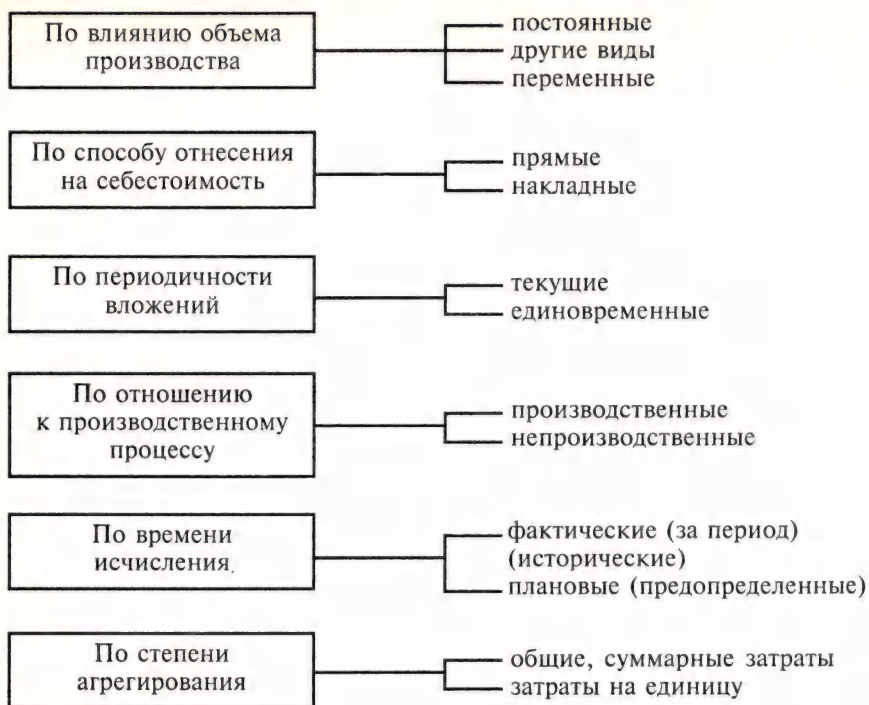 По влиянию объема
производства
постоянные
другие виды
переменные
По способу отнесения
на себестоимость
прямые
накладные
По периодичности
вложений
текущие
единовременные
По отношению
к производственному
процессу
производственные
непроизводственные
По времени
исчисления
фактические (за период)
(исторические)
плановые (предопределенные)
По степени
агрегирования
общие, суммарные затраты
затраты на единицу